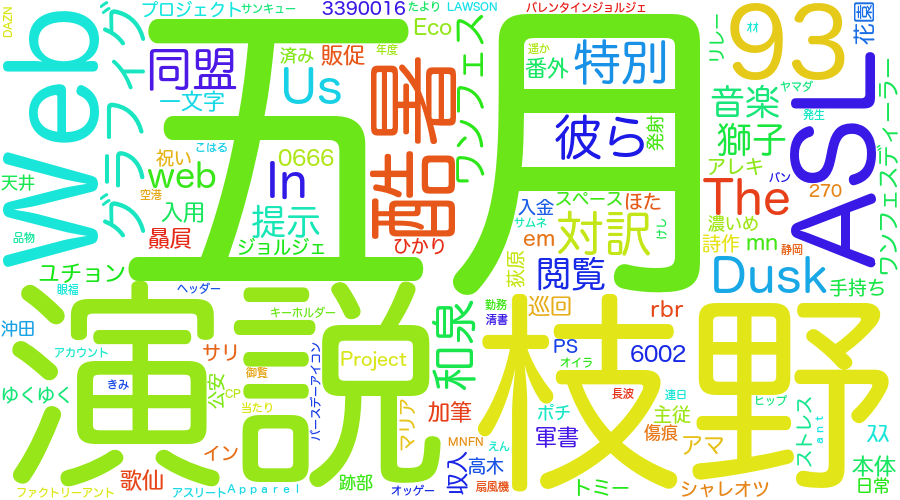 DAZN
Web
グラフィイグ
プロジェクト
サンキュー
3390016
たより
LAWSON
バレンタインジョルジェ
五月
酷暑
93
ASL
花園
リレー
ｵｵ
ヤマダ
発生
Eco
済み
販促
年度
ワンフェス
遥か
番外
特別
同盟
一文字
Us
彼ら
発射
音楽
獅子
アレキ
バン
270
ワンフェスディーラー
天井
品物
祝い
こはる
web
空港
入用
贔屓
In
0666
提示
ジョルジェ
ひかり
入金
スペース
ほた
サムネ
em
対訳
けし
The
濃いめ
詩作
mn
静岡
荻原
閲覧
Dusk
手持ち
ユチョン
眼福
ヘッダー
キーホルダー
沖田
アカウント
演説
きみ
ゆくゆく
サリ
御覧
公安
CP
当たり
イン
バースデーアイコン
Project
マリア
和泉
勤務
清書
巡回
rbr
枝野
PS
オイラ
6002
長波
連日
ヒップ
ポチ
主従
軍書
傷痕
アマ
ストレス
ant
ｽｽ
本体
日常
加筆
MNFN
えん
収入
高木
扇風機
トミー
シャレオツ
歌仙
跡部
オッゲー
ファクトリーアント
アスリート
Ａｐｐａｒｅｌ